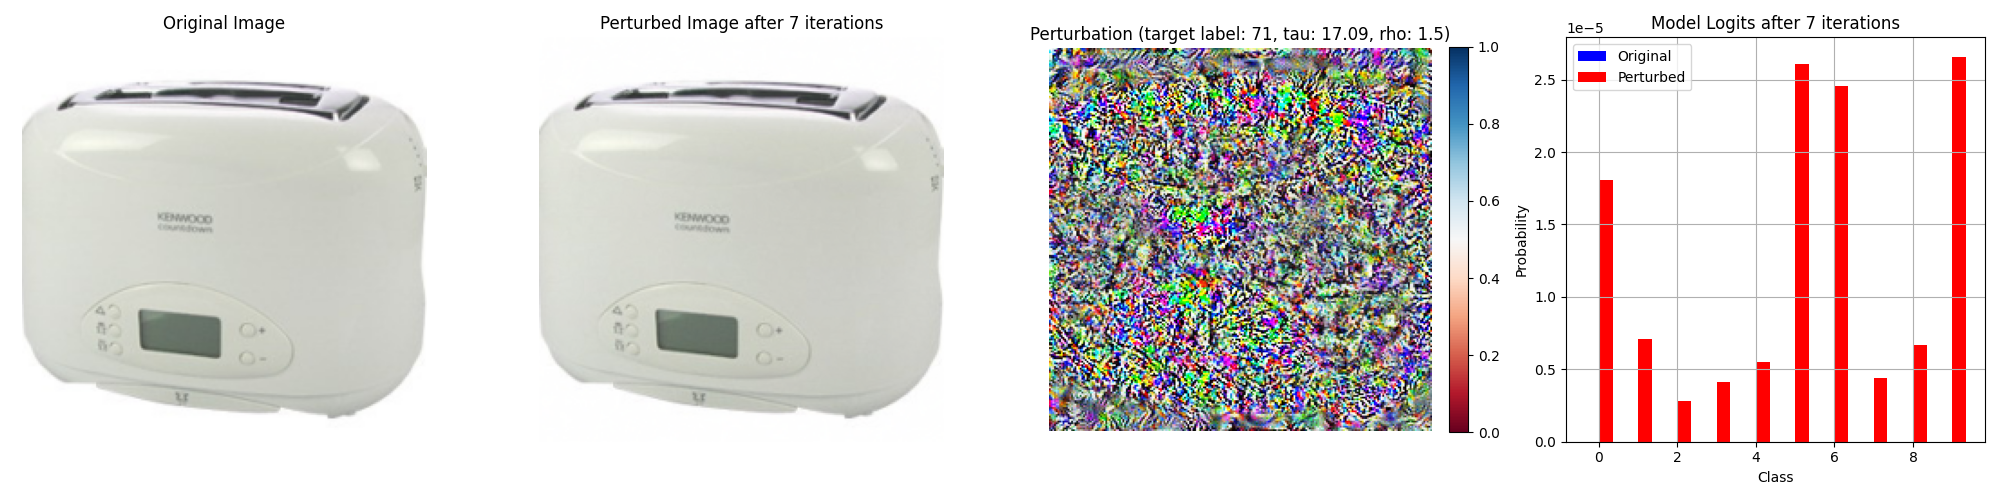 Original Image
KENWOOD
countdown
Perturbed Image after 7 iterations
KENWOOD
countdown
Perturbation (target label: 71, tau: 17.09, rho: 1.5)
1.0
0.8
0.6
0.4
0.2
0.0
Model Logits after 7 iterations
1e−5
Original
Perturbed
2.5
2.0
1.5
1.0
0.5
0.0
Probability
0 2 4 6 8
Class